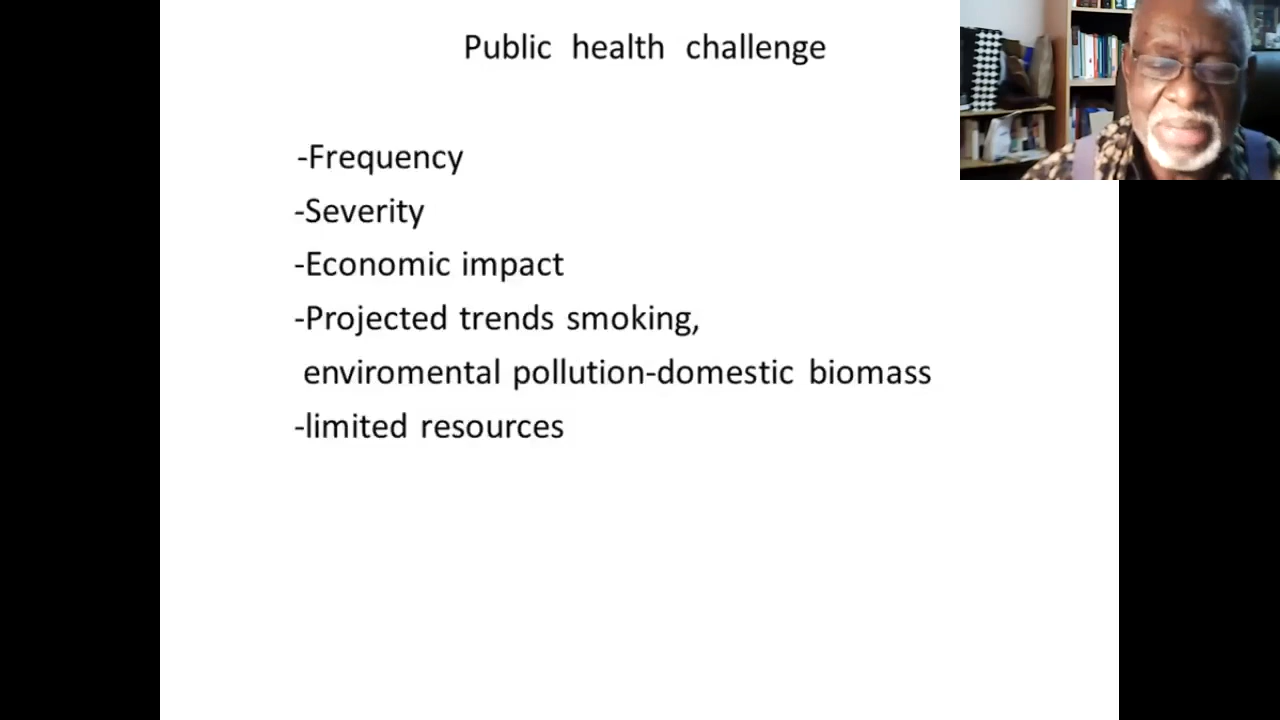 Public health challenge
-Frequency
-Severity
-Economic impact
-Projected trends smoking,
enviromental pollution-domestic biomass
-limited resources